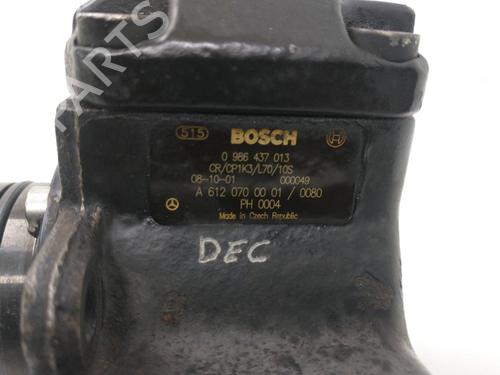 515 BOSCH
0 986 437 013
CR/CP1K3/L70/10S
08-10-01 000049
A 612 070 00 01 / 0080
PH 0004
Made in Czech Republic
DEC
B-PARTS